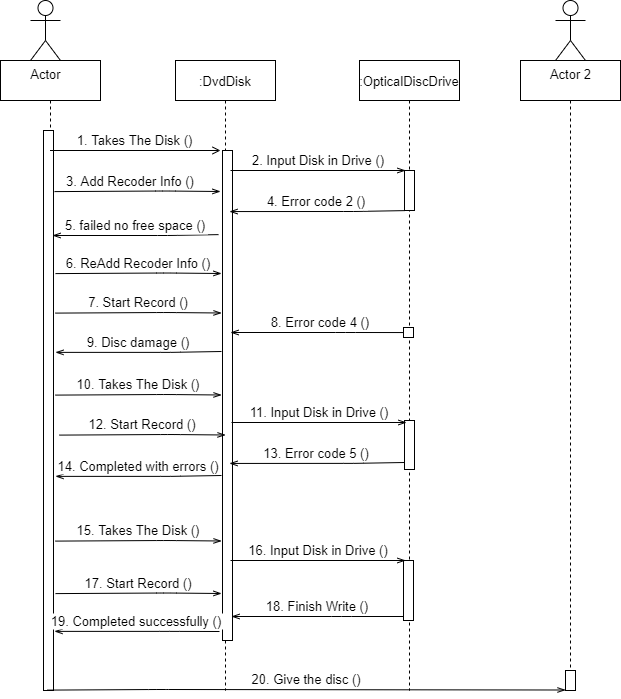 Actor
:DvdDisk
:OpticalDiscDrive
Actor 2
1. Takes The Disk ()
2. Input Disk in Drive ()
3. Add Recoder Info ()
4. Error code 2 ()
5. failed no free space ()
6. ReAdd Recoder Info ()
7. Start Record ()
8. Error code 4 ()
9. Disc damage ()
10. Takes The Disk ()
11. Input Disk in Drive ()
12. Start Record ()
13. Error code 5 ()
14. Completed with errors ()
15. Takes The Disk ()
16. Input Disk in Drive ()
17. Start Record ()
18. Finish Write ()
19. Completed successfully ()
20. Give the disc ()